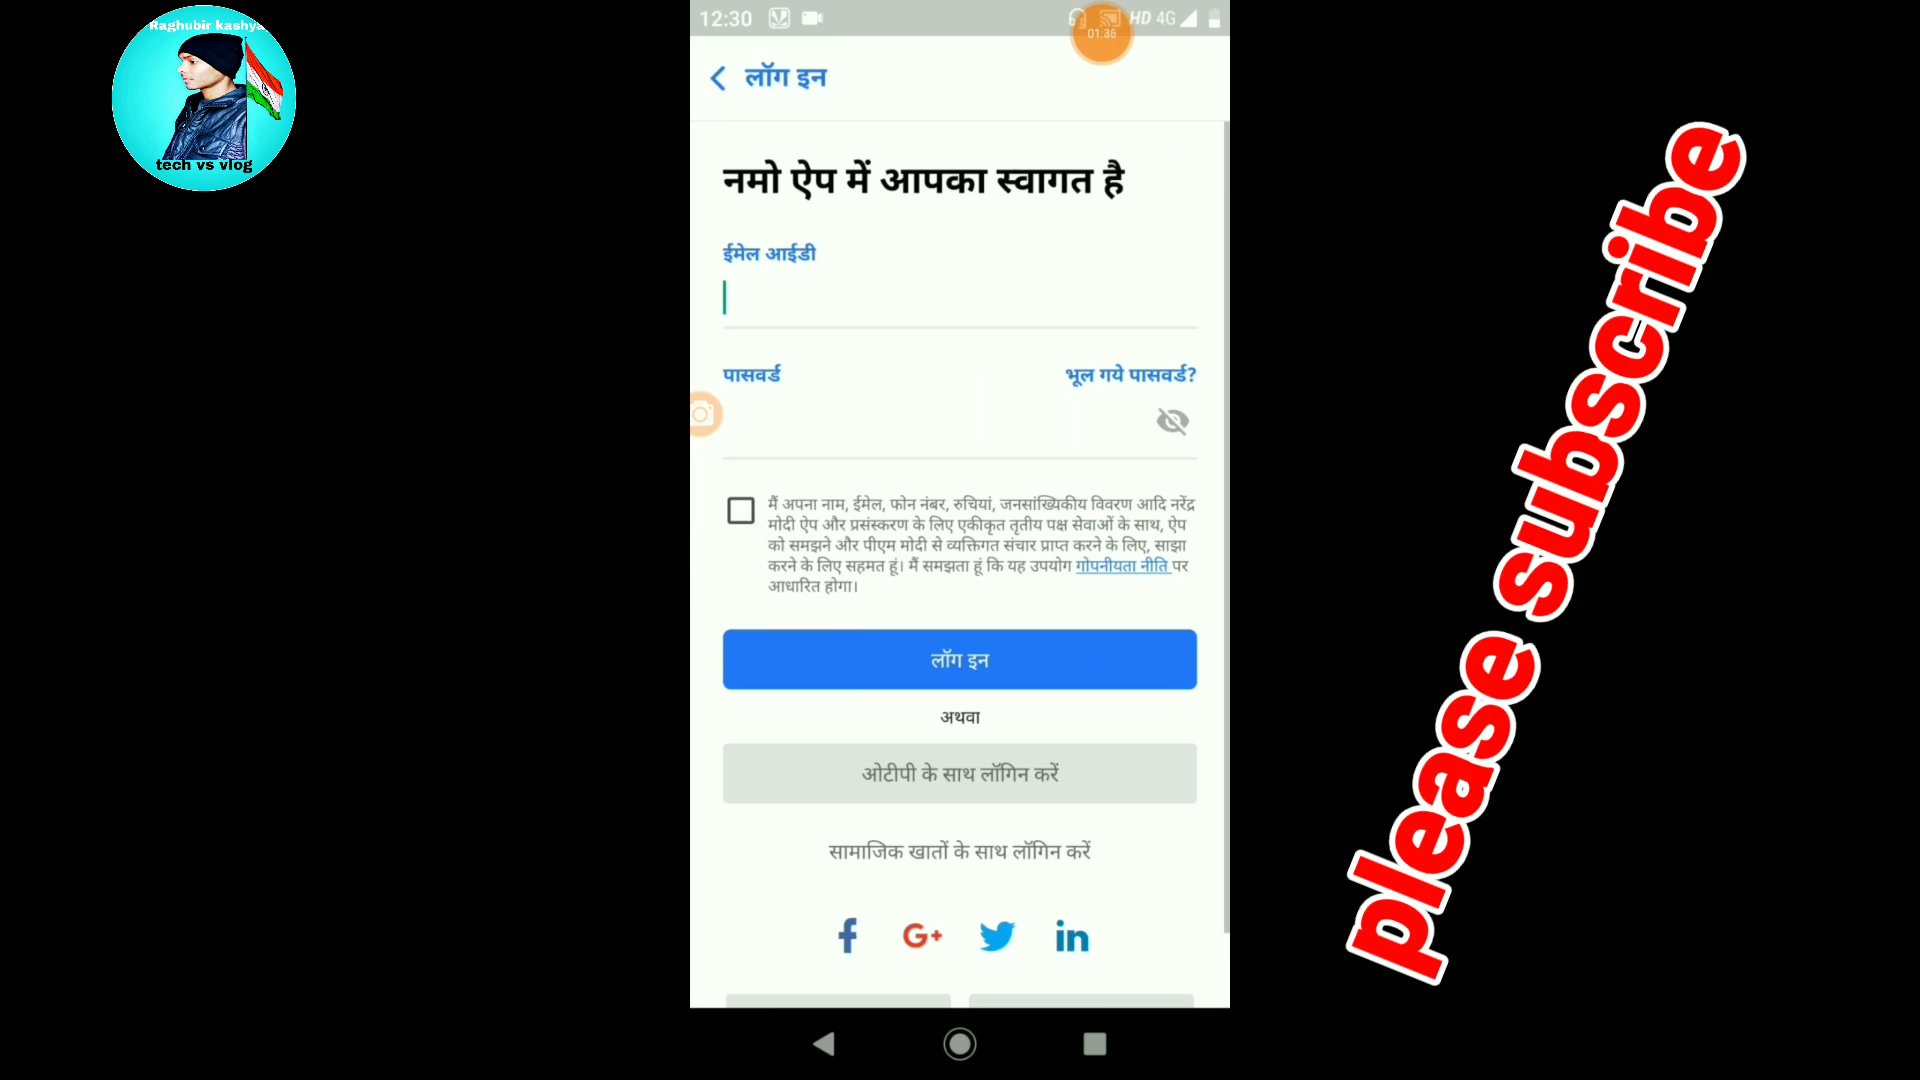 Raghubir kashya
tech vs vlog
12:30
HD 4G
01:36
लॉग इन
नमो ऐप में आपका स्वागत है
ईमेल आईडी
पासवर्ड
भूल गये पासवर्ड?
मैं अपना नाम, ईमेल, फोन नंबर, रुचियां, जनसांख्यिकीय विवरण आदि नरेंद्र
मोदी ऐप और प्रसंस्करण के लिए एकीकृत तृतीय पक्ष सेवाओं के साथ, ऐप
को समझने और पीएम मोदी से व्यक्तिगत संचार प्राप्त करने के लिए, साझा
करने के लिए सहमत हूं। मैं समझता हूं कि यह उपयोग गोपनीयता नीति पर
आधारित होगा।
लॉग इन
अथवा
ओटीपी के साथ लॉगिन करें
सामाजिक खातों के साथ लॉगिन करें
f G+ in
please subscribe